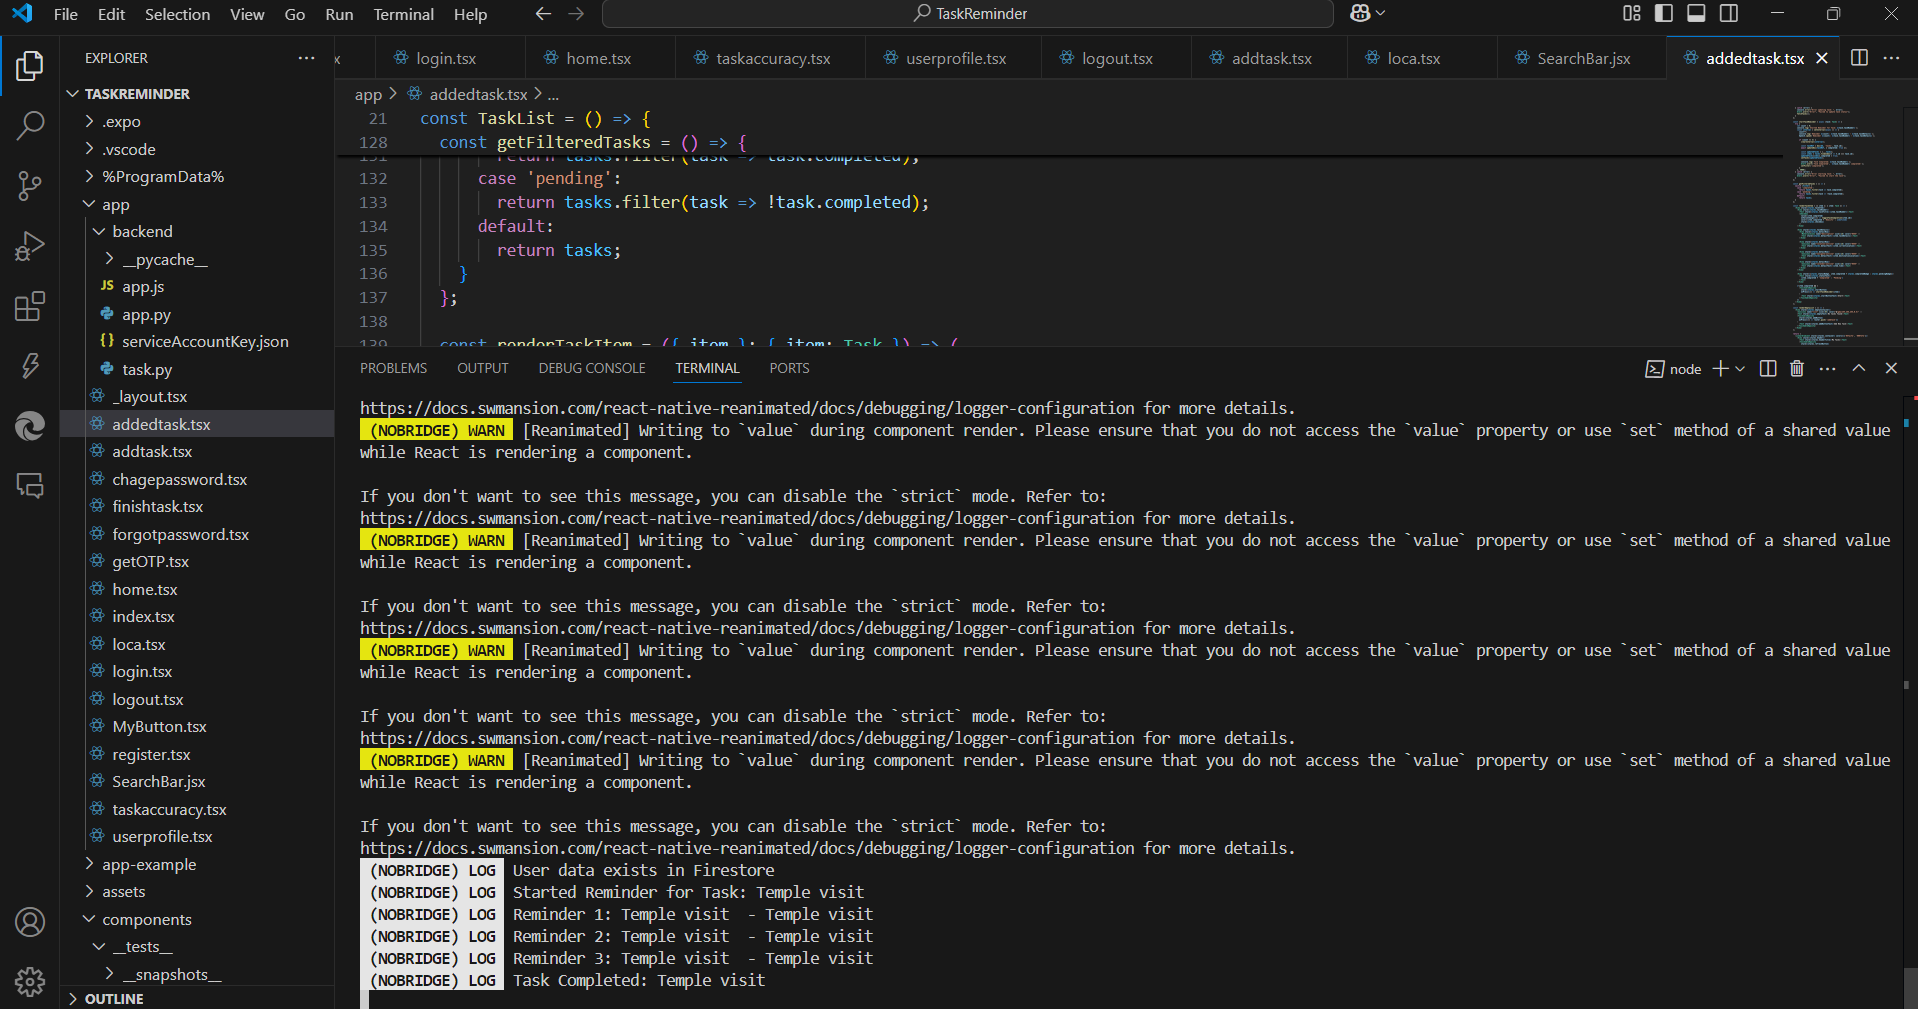 File Edit Selection View Go Run Terminal Help
TaskReminder
EXPLORER
login.tsx home.tsx taskaccuracy.tsx userprofile.tsx logout.tsx addtask.tsx loca.tsx SearchBar.jsx addedtask.tsx
TASKREMINDER
.expo
.vscode
%ProgramData%
app
backend
__pycache__
JS app.js
app.py
{} serviceAccountKey.json
task.py
_layout.tsx
addedtask.tsx
addtask.tsx
chagepassword.tsx
finishtask.tsx
forgotpassword.tsx
getOTP.tsx
home.tsx
index.tsx
loca.tsx
login.tsx
logout.tsx
MyButton.tsx
register.tsx
SearchBar.jsx
taskaccuracy.tsx
userprofile.tsx
app-example
assets
components
__tests__
__snapshots__
OUTLINE
app > addedtask.tsx > ...
21 const TaskList = () => {
128 const getFilteredTasks = () => {
131 return tasks.filter(task => task.completed);
132 case 'pending':
133 return tasks.filter(task => !task.completed);
134 default:
135 return tasks;
136 }
137 };
138
139 const renderTaskItem = ({ item }: { item: Task }) => (
PROBLEMS OUTPUT DEBUG CONSOLE TERMINAL PORTS
node
https://docs.swmansion.com/react-native-reanimated/docs/debugging/logger-configuration for more details.
(NOBRIDGE) WARN [Reanimated] Writing to `value` during component render. Please ensure that you do not access the `value` property or use `set` method of a shared value
while React is rendering a component.
If you don't want to see this message, you can disable the `strict` mode. Refer to:
https://docs.swmansion.com/react-native-reanimated/docs/debugging/logger-configuration for more details.
(NOBRIDGE) WARN [Reanimated] Writing to `value` during component render. Please ensure that you do not access the `value` property or use `set` method of a shared value
while React is rendering a component.
If you don't want to see this message, you can disable the `strict` mode. Refer to:
https://docs.swmansion.com/react-native-reanimated/docs/debugging/logger-configuration for more details.
(NOBRIDGE) WARN [Reanimated] Writing to `value` during component render. Please ensure that you do not access the `value` property or use `set` method of a shared value
while React is rendering a component.
If you don't want to see this message, you can disable the `strict` mode. Refer to:
https://docs.swmansion.com/react-native-reanimated/docs/debugging/logger-configuration for more details.
(NOBRIDGE) WARN [Reanimated] Writing to `value` during component render. Please ensure that you do not access the `value` property or use `set` method of a shared value
while React is rendering a component.
If you don't want to see this message, you can disable the `strict` mode. Refer to:
https://docs.swmansion.com/react-native-reanimated/docs/debugging/logger-configuration for more details.
(NOBRIDGE) LOG User data exists in Firestore
(NOBRIDGE) LOG Started Reminder for Task: Temple visit
(NOBRIDGE) LOG Reminder 1: Temple visit  - Temple visit
(NOBRIDGE) LOG Reminder 2: Temple visit  - Temple visit
(NOBRIDGE) LOG Reminder 3: Temple visit  - Temple visit
(NOBRIDGE) LOG Task Completed: Temple visit